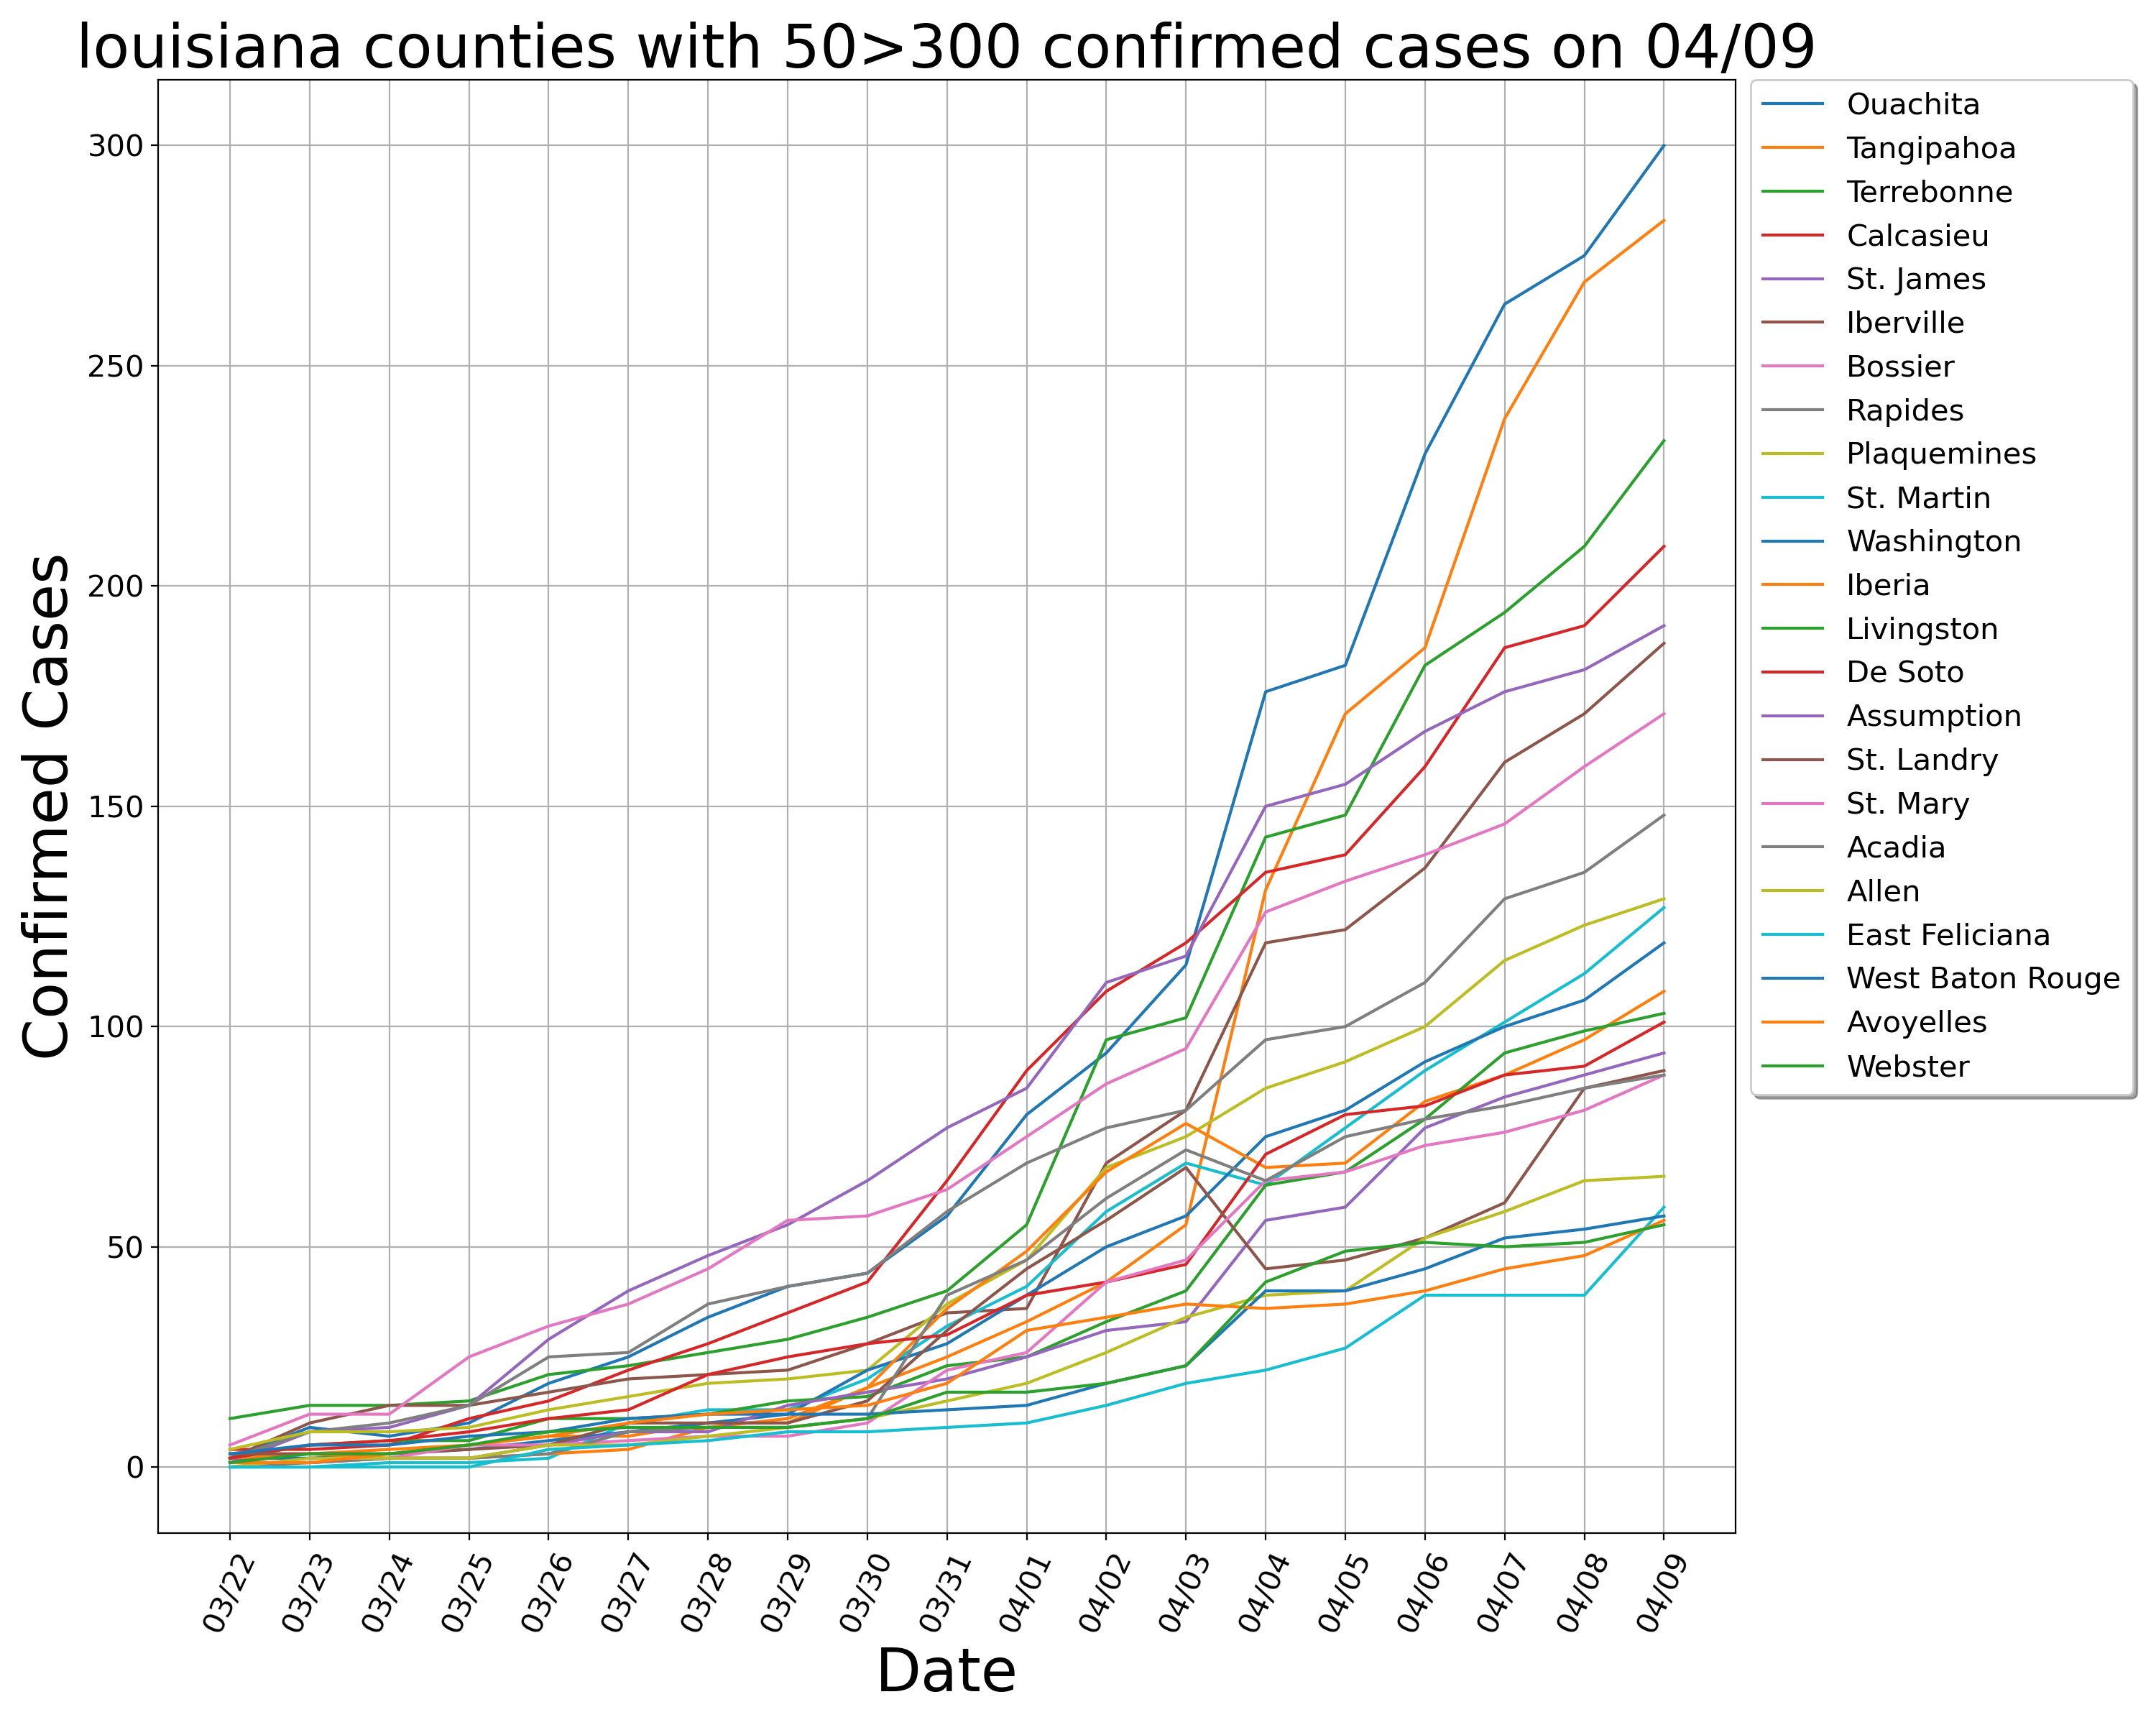 louisiana counties with 50>300 confirmed cases on 04/09
300
250
200
150
100
50
0
Confirmed Cases
03/22
03/23
03/24
03/25
03/26
03/27
03/28
03/29
03/30
03/31
04/01
04/02
04/03
04/04
04/05
04/06
04/07
04/08
04/09
Date
Ouachita
Tangipahoa
Terrebonne
Calcasieu
St. James
Iberville
Bossier
Rapides
Plaquemines
St. Martin
Washington
Iberia
Livingston
De Soto
Assumption
St. Landry
St. Mary
Acadia
Allen
East Feliciana
West Baton Rouge
Avoyelles
Webster